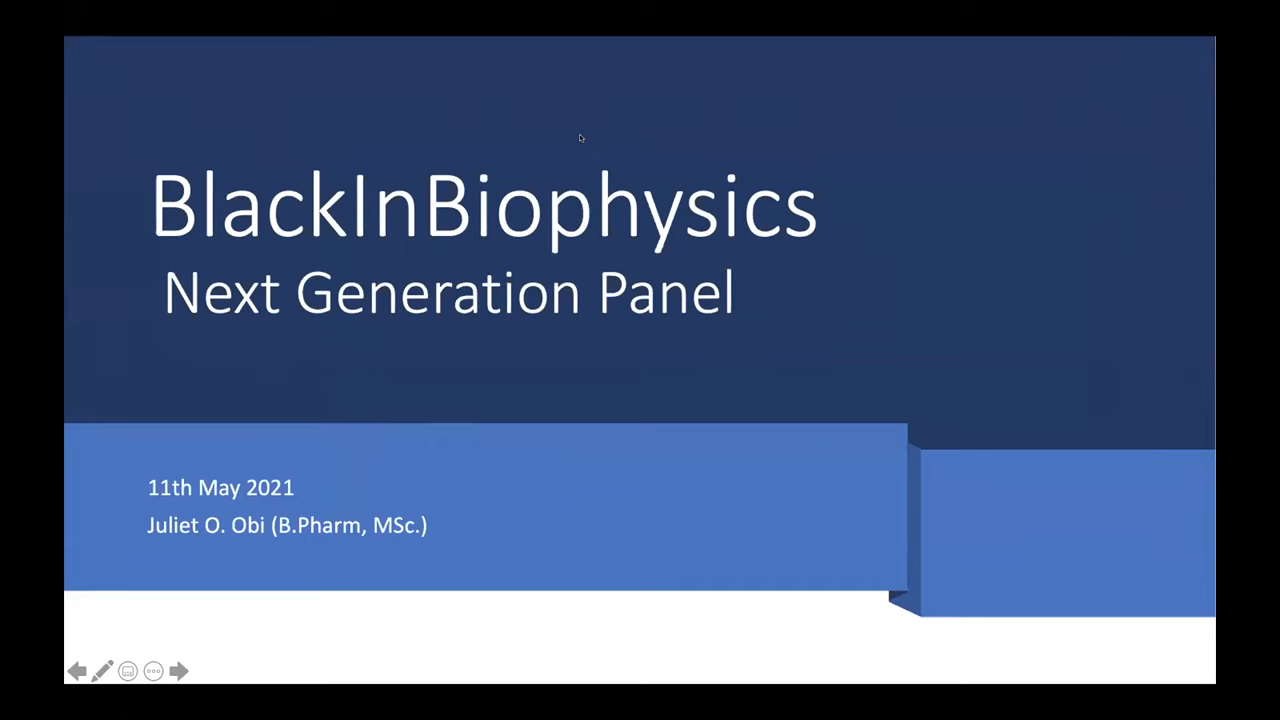 BlackInBiophysics
Next Generation Panel
11th May 2021
Juliet O. Obi (B.Pharm, MSc.)